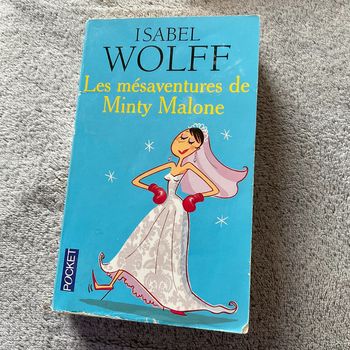 ISABEL
WOLFF
Les mésaventures de
Minty Malone
POCKET